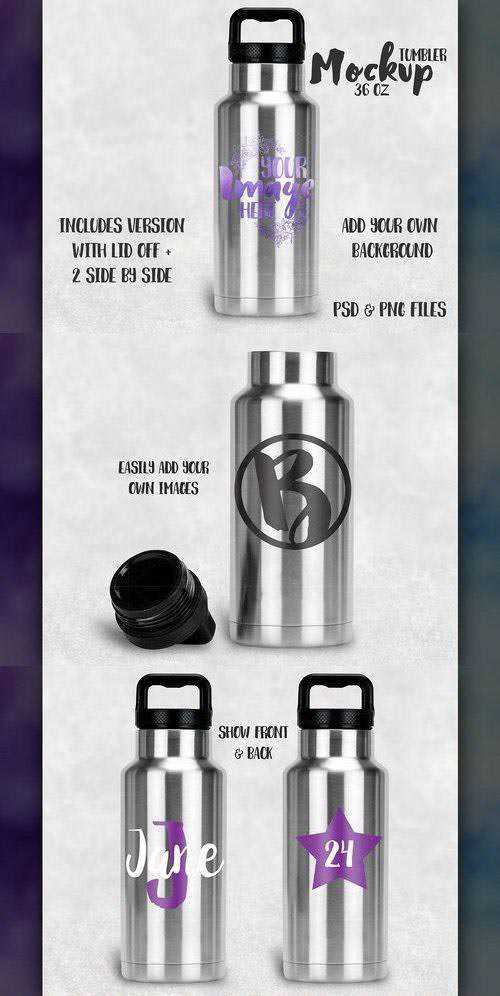 Mockup TUMBLER
36 OZ
YOUR
Image
HERE
INCLUDES VERSION
WITH LID OFF +
2 SIDE BY SIDE
ADD YOUR OWN
BACKGROUND
PSD & PNG FILES
EASILY ADD YOUR
OWN IMAGES
B
SHOW FRONT
& BACK
J
Jane
24